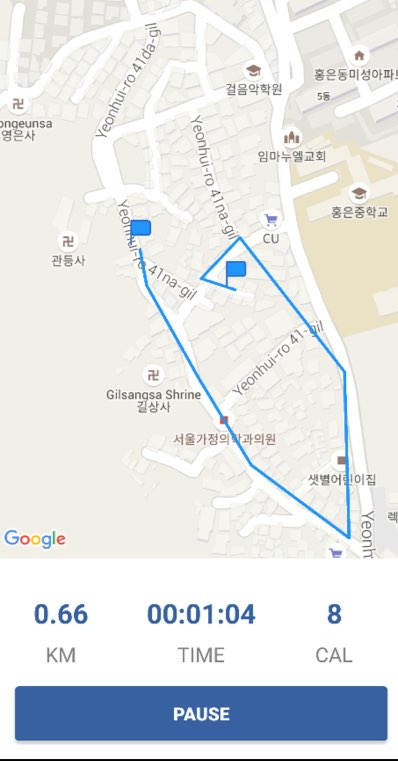 Yeonhui-ro 41da-gil
걸음악학원
홍은동미성아파트
5동
ongeunsa
영은사
Yeonhui-ro 41na-gil
임마누엘교회
홍은중학교
CU
Yeonhui-ro 41na-gil
관등사
Yeonhui-ro 41-gil
Gilsangsa Shrine
길상사
서울가정의학과의원
샛별어린이집
렉
Yeonh
Google
0.66
00:01:04
8
KM
TIME
CAL
PAUSE